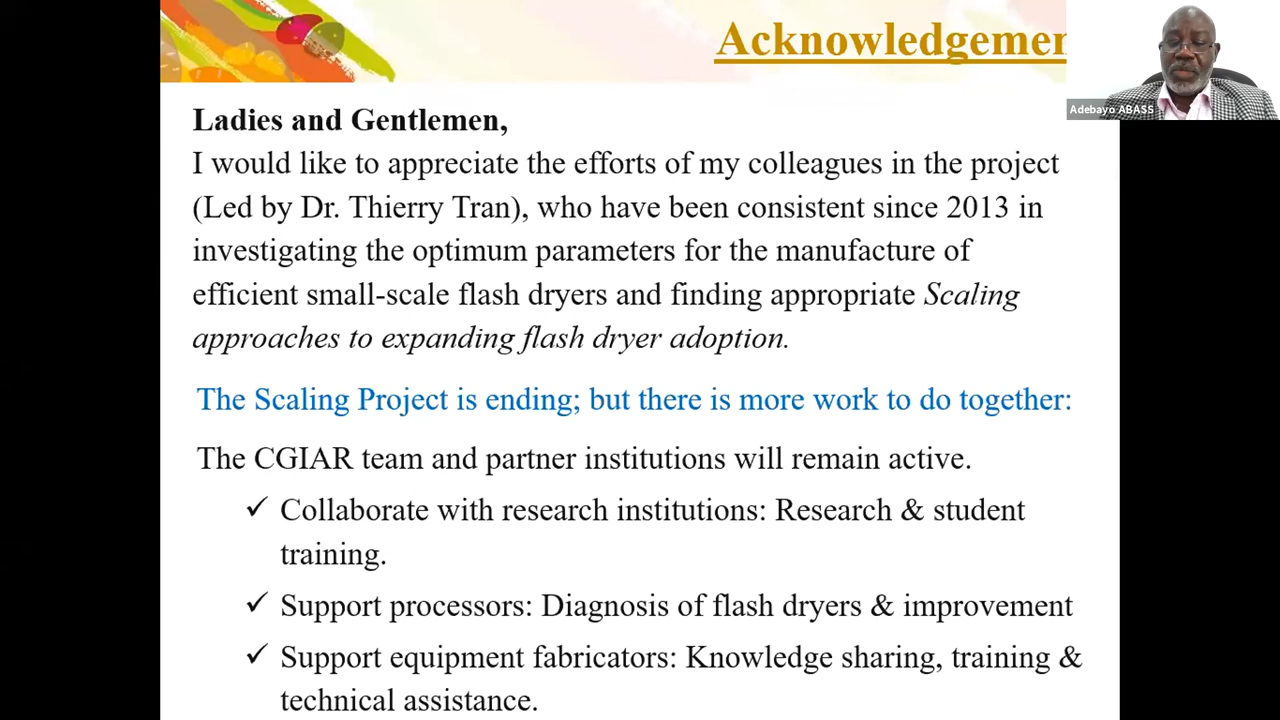 Acknowledgemen
Adebayo ABASS
Ladies and Gentlemen,
I would like to appreciate the efforts of my colleagues in the project
(Led by Dr. Thierry Tran), who have been consistent since 2013 in
investigating the optimum parameters for the manufacture of
efficient small-scale flash dryers and finding appropriate Scaling
approaches to expanding flash dryer adoption.
The Scaling Project is ending; but there is more work to do together:
The CGIAR team and partner institutions will remain active.
✓ Collaborate with research institutions: Research & student
training.
✓ Support processors: Diagnosis of flash dryers & improvement
✓ Support equipment fabricators: Knowledge sharing, training &
technical assistance.